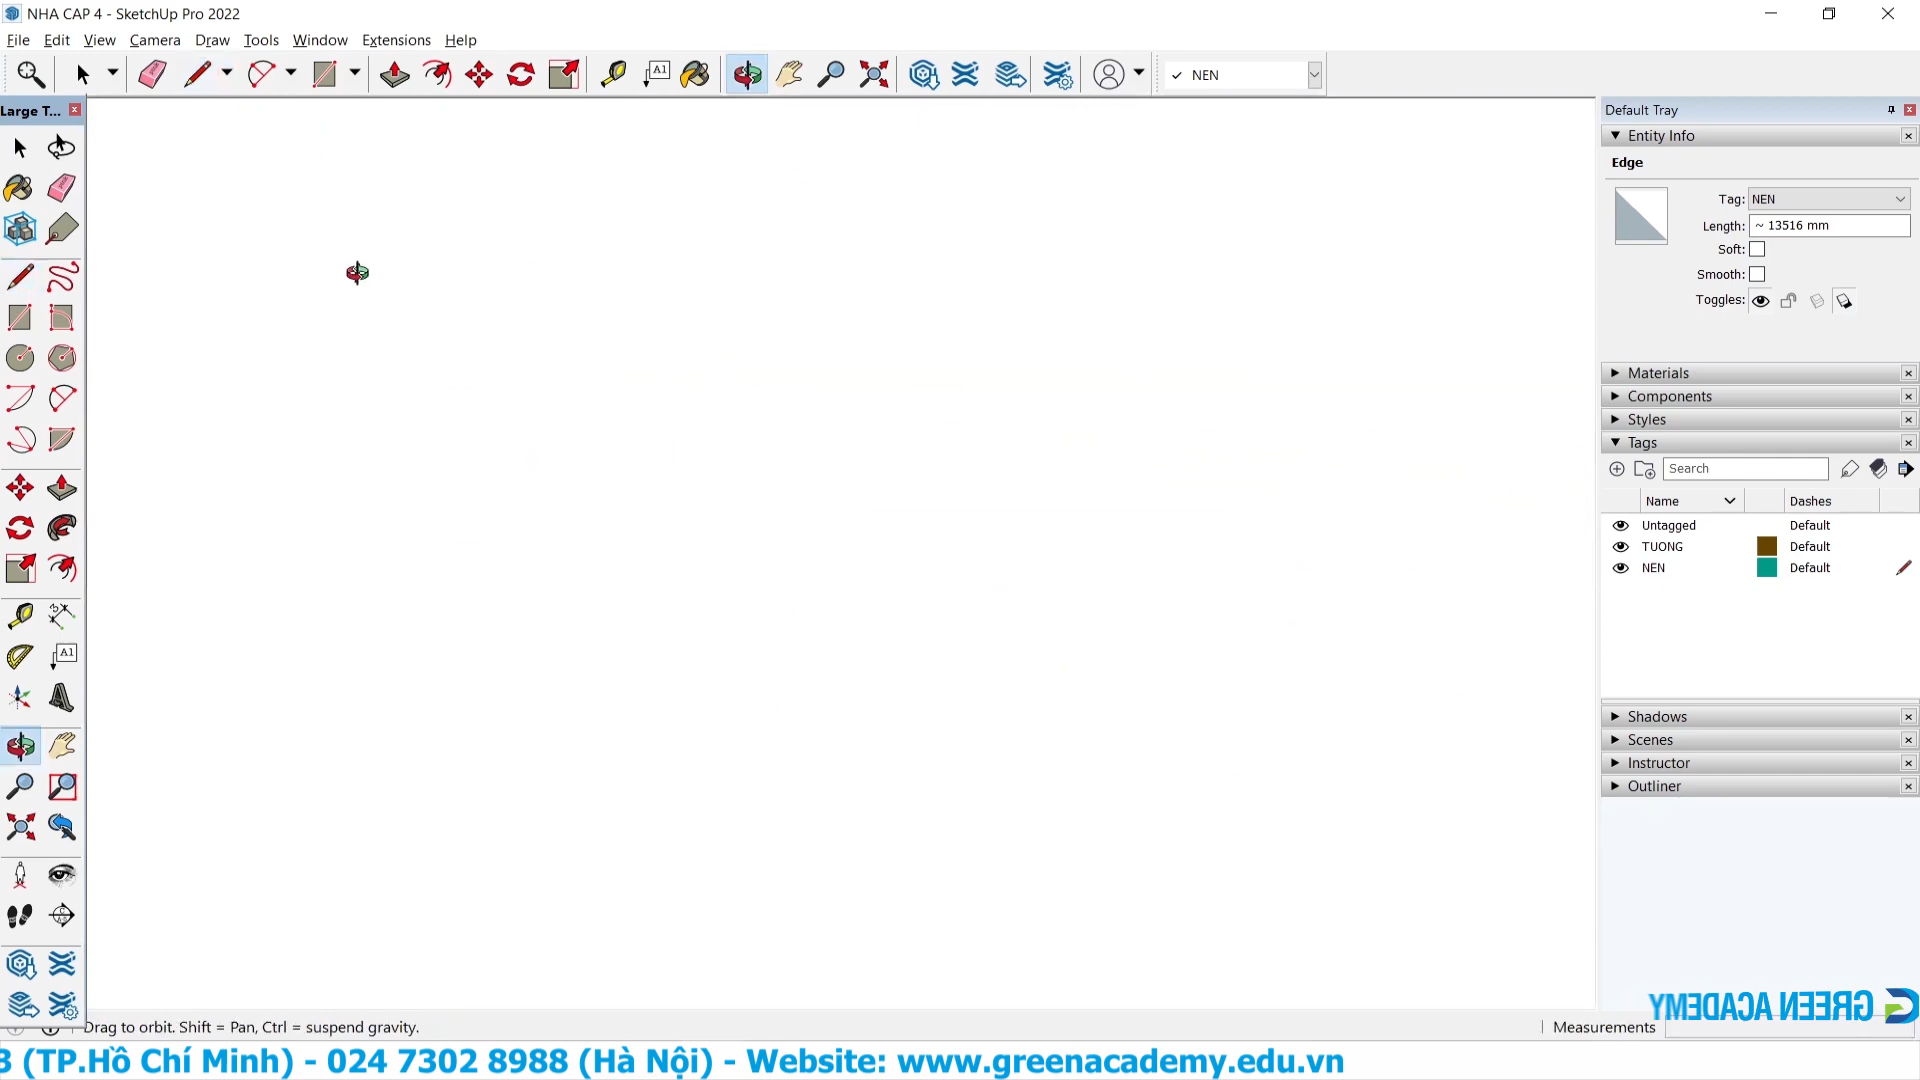 NHA CAP 4 - SketchUp Pro 2022
File Edit View Camera Draw Tools Window Extensions Help
A1
✓ NEN
Large T...
Default Tray
Entity Info
Edge
Tag: NEN
Length: ~ 13516 mm
Soft:
Smooth:
Toggles:
Materials
Components
Styles
Tags
Search
Name Dashes
Untagged Default
TUONG Default
NEN Default
A1
Shadows
Scenes
Instructor
Outliner
GREEN ACADEMY
Drag to orbit. Shift = Pan, Ctrl = suspend gravity.
Measurements
3 (TP.Hồ Chí Minh) - 024 7302 8988 (Hà Nội) - Website: www.greenacademy.edu.vn